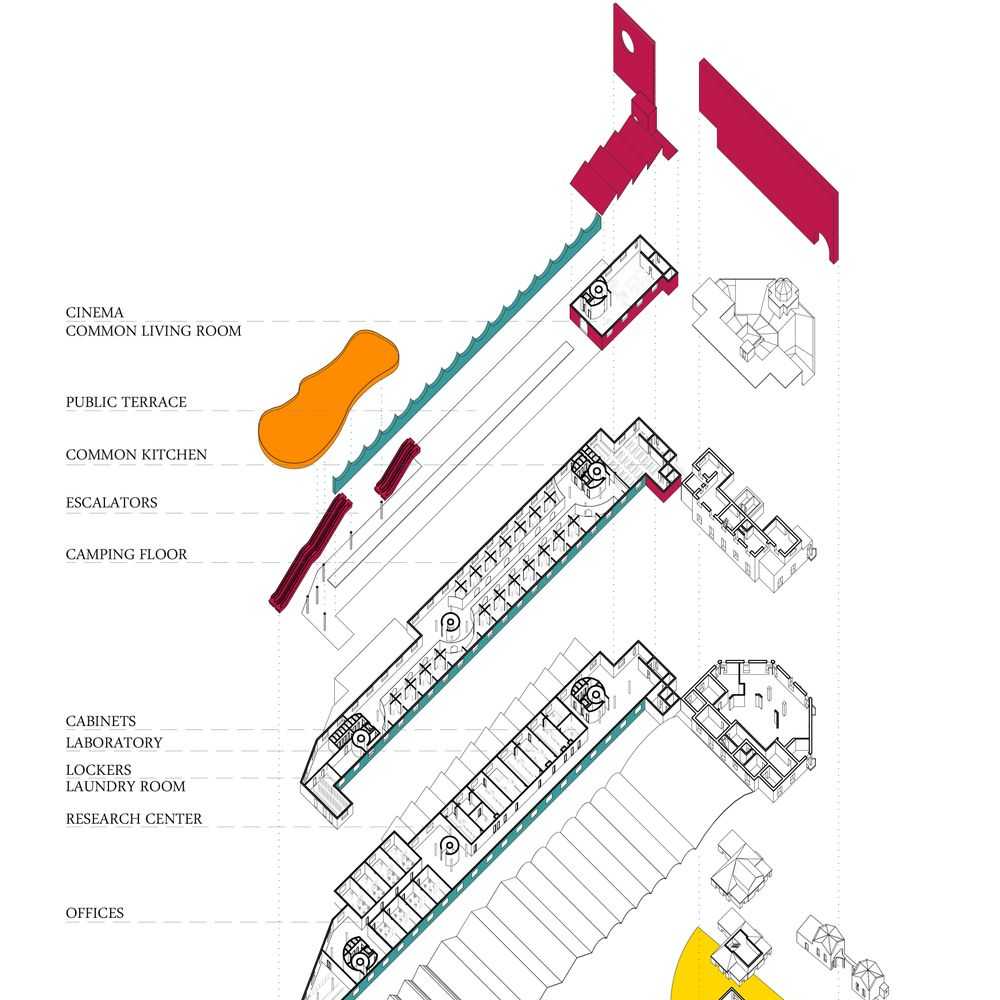 CINEMA
COMMON LIVING ROOM
PUBLIC TERRACE
COMMON KITCHEN
ESCALATORS
CAMPING FLOOR
CABINETS
LABORATORY
LOCKERS
LAUNDRY ROOM
RESEARCH CENTER
OFFICES